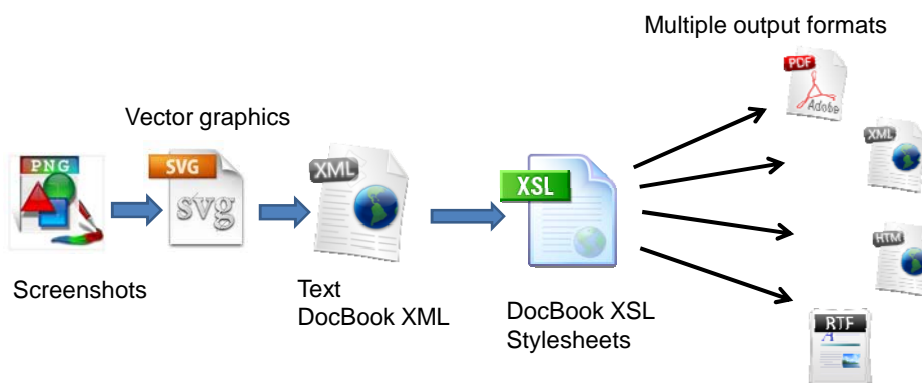 Multiple output formats
PDF
Adobe
Vector graphics
PNG
SVG
svg
XML
XSL
XML
HTM
Screenshots
Text
DocBook XML
DocBook XSL
Stylesheets
RTF
A